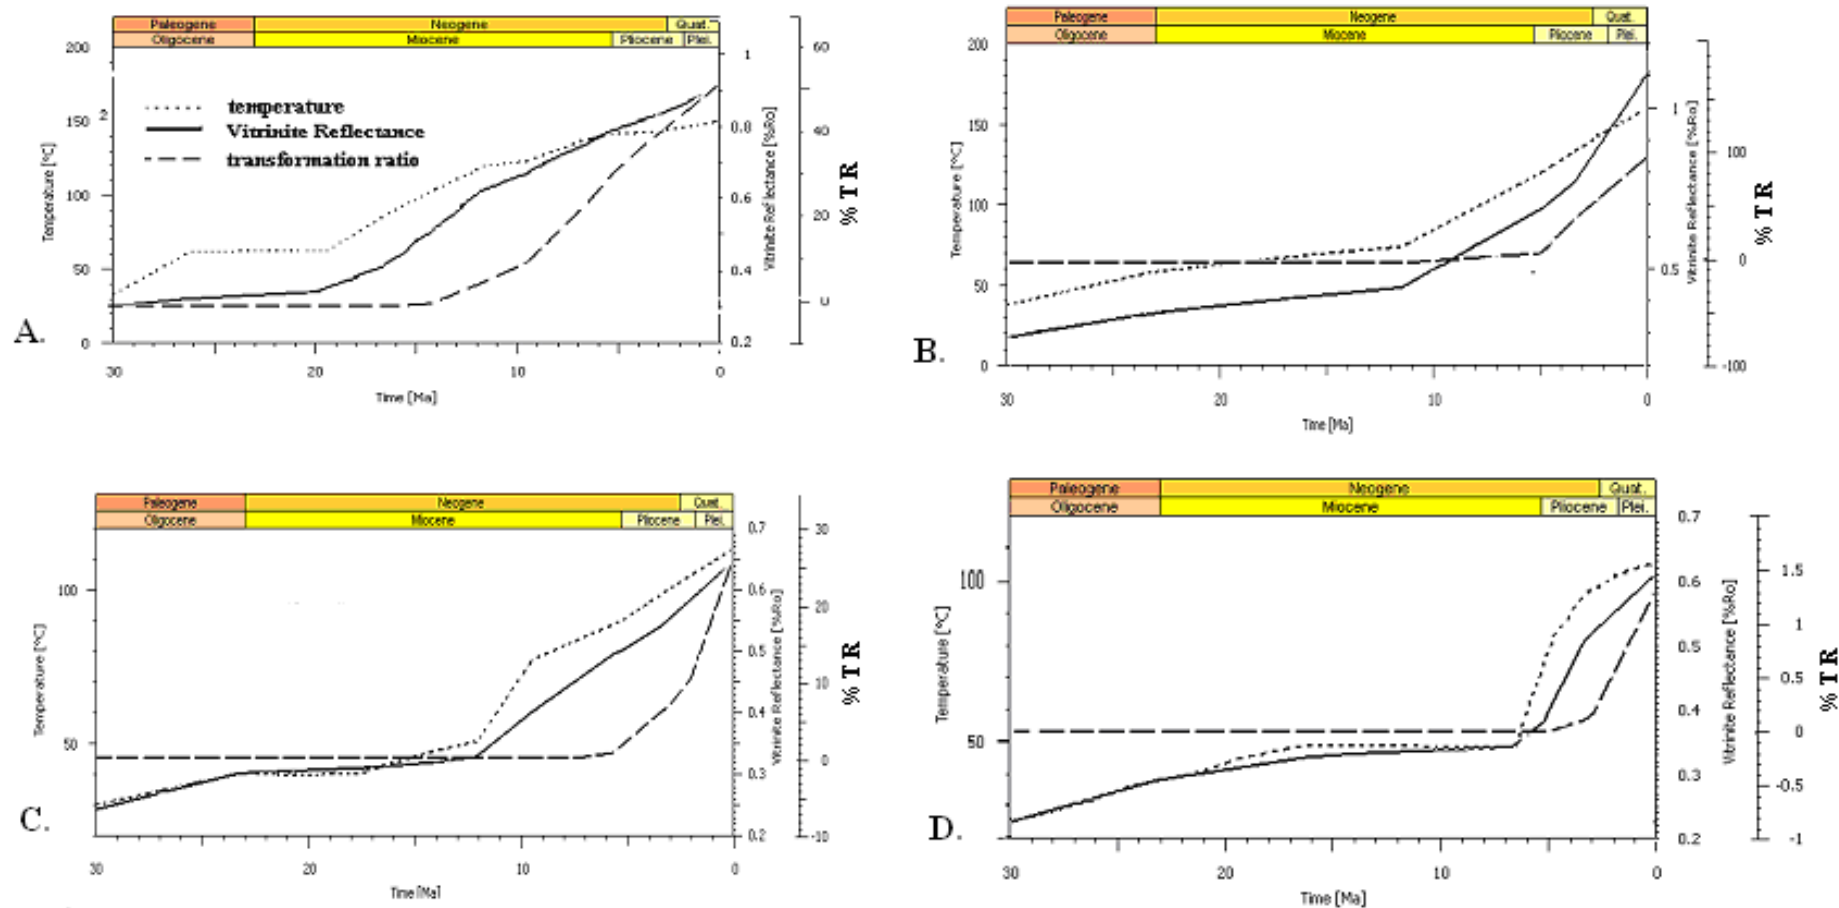 Paleogene Neogene Quat.
Oligocene Miocene Pliocene Plei.
200
150
100
50
0
2
Temperature [°C]
temperature
Vitrinite Reflectance
transformation ratio
1
0.8
0.6
0.4
0.2
Vitrinite Reflectance [%Ro]
60
40
20
0
% TR
A.
30 20 10 0
Time [Ma]
Paleogene Neogene Quat.
Oligocene Miocene Pliocene Plei.
200
150
100
50
0
Temperature [°C]
1
0.5
Vitrinite Reflectance [%Ro]
100
0
-100
% TR
B.
30 20 10 0
Time [Ma]
Paleogene Neogene Quat.
Oligocene Miocene Pliocene Plei.
100
50
Temperature [°C]
0.7
0.6
0.5
0.4
0.3
0.2
Vitrinite Reflectance [%Ro]
30
20
10
0
-10
% TR
C.
30 20 10 0
Time [Ma]
Paleogene Neogene Quat.
Oligocene Miocene Pliocene Plei.
100
50
Temperature [°C]
0.7
0.6
0.5
0.4
0.3
0.2
Vitrinite Reflectance [%Ro]
1.5
1
0.5
0
-0.5
-1
% TR
D.
30 20 10 0
Time [Ma]